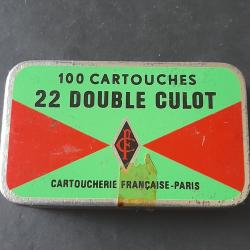 100 CARTOUCHES
22 DOUBLE CULOT
CARTOUCHERIE FRANÇAISE-PARIS